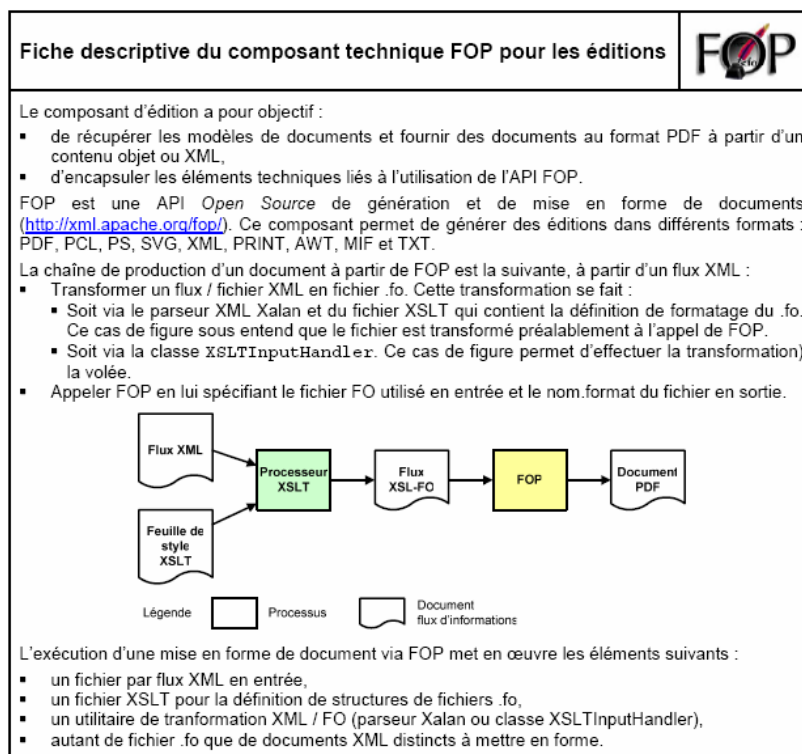 Fiche descriptive du composant technique FOP pour les éditions
FOP
Le composant d'édition a pour objectif :
▪ de récupérer les modèles de documents et fournir des documents au format PDF à partir d'un
contenu objet ou XML,
▪ d'encapsuler les éléments techniques liés à l'utilisation de l'API FOP.
FOP est une API Open Source de génération et de mise en forme de documents
(http://xml.apache.org/fop/). Ce composant permet de générer des éditions dans différents formats :
PDF, PCL, PS, SVG, XML, PRINT, AWT, MIF et TXT.
La chaîne de production d'un document à partir de FOP est la suivante, à partir d'un flux XML :
▪ Transformer un flux / fichier XML en fichier .fo. Cette transformation se fait :
▪ Soit via le parseur XML Xalan et du fichier XSLT qui contient la définition de formatage du .fo.
Ce cas de figure sous entend que le fichier est transformé préalablement à l'appel de FOP.
▪ Soit via la classe XSLTInputHandler. Ce cas de figure permet d'effectuer la transformation)
la volée.
▪ Appeler FOP en lui spécifiant le fichier FO utilisé en entrée et le nom.format du fichier en sortie.
Flux XML
Processeur
XSLT
Flux
XSL-FO
FOP
Document
PDF
Feuille de
style
XSLT
Légende
Processus
Document
flux d'informations
L'exécution d'une mise en forme de document via FOP met en œuvre les éléments suivants :
▪ un fichier par flux XML en entrée,
▪ un fichier XSLT pour la définition de structures de fichiers .fo,
▪ un utilitaire de tranformation XML / FO (parseur Xalan ou classe XSLTInputHandler),
▪ autant de fichier .fo que de documents XML distincts à mettre en forme.